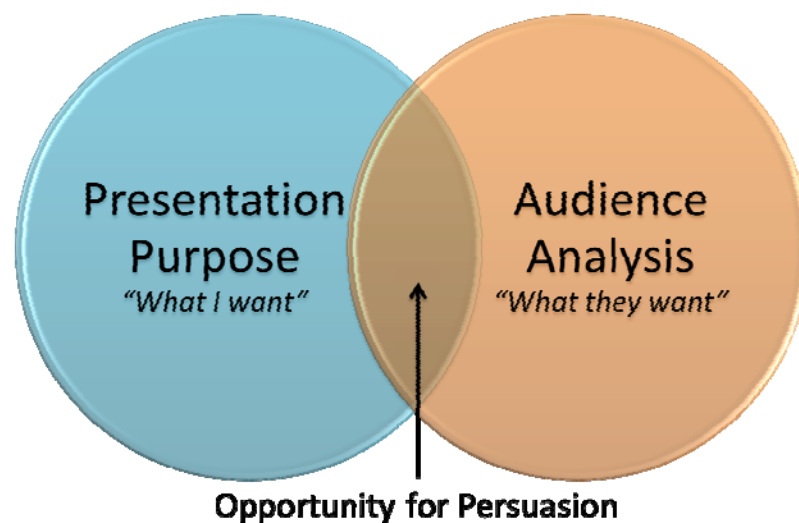 Presentation
Purpose
“What I want”
Audience
Analysis
“What they want”
Opportunity for Persuasion